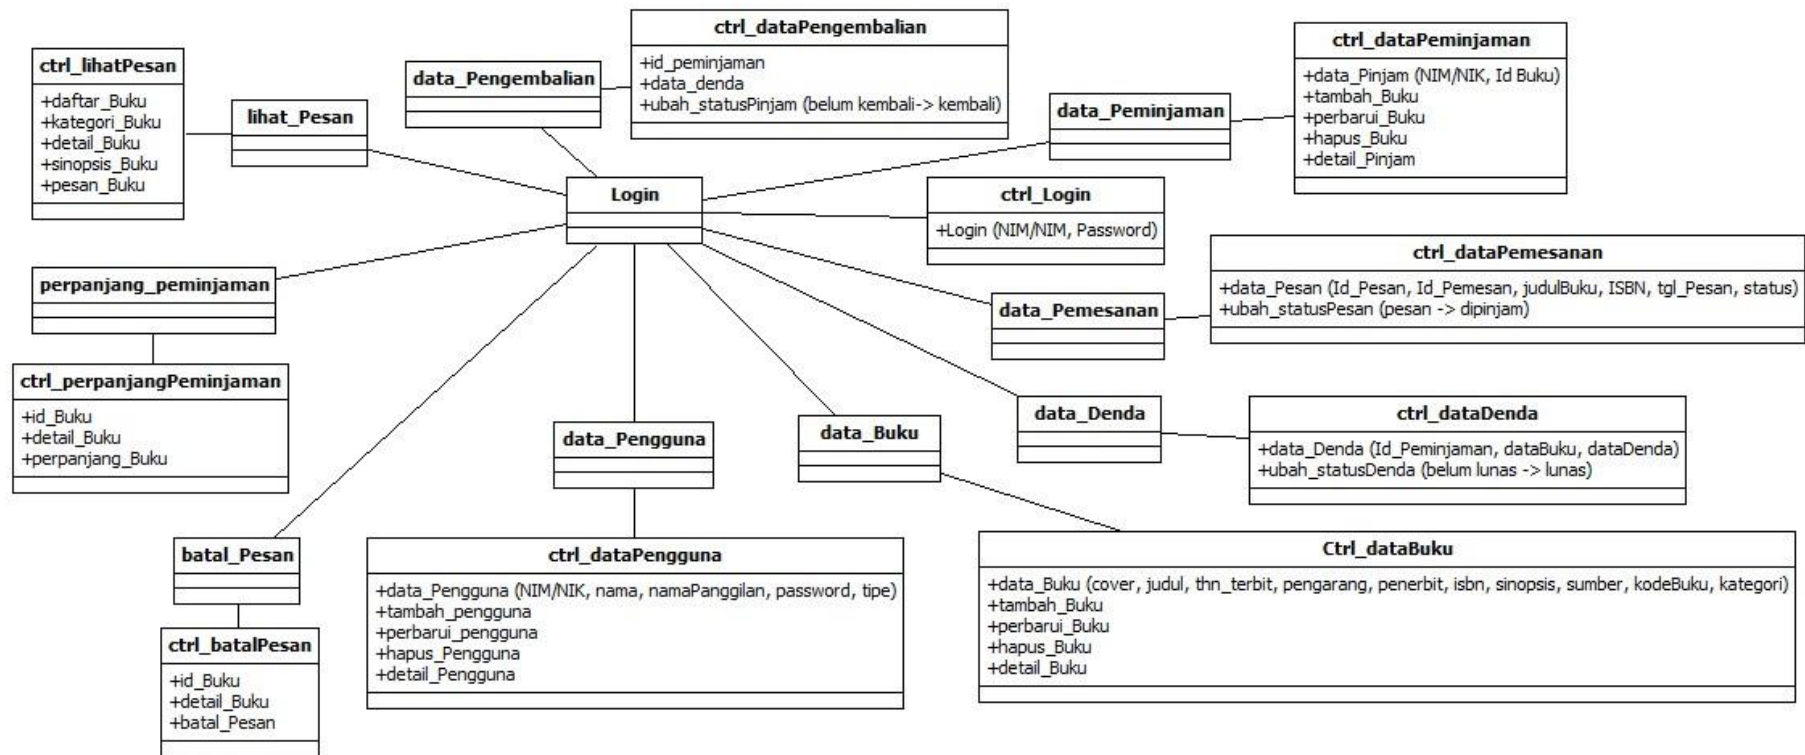 ctrl_dataPengembalian
+id_peminjaman
+data_denda
+ubah_statusPinjam (belum kembali-> kembali)
ctrl_dataPeminjaman
+data_Pinjam (NIM/NIK, Id Buku)
+tambah_Buku
+perbarui_Buku
+hapus_Buku
+detail_Pinjam
ctrl_lihatPesan
+daftar_Buku
+kategori_Buku
+detail_Buku
+sinopsis_Buku
+pesan_Buku
lihat_Pesan
data_Pengembalian
data_Peminjaman
Login
ctrl_Login
+Login (NIM/NIM, Password)
perpanjang_peminjaman
ctrl_dataPemesanan
+data_Pesan (Id_Pesan, Id_Pemesan, judulBuku, ISBN, tgl_Pesan, status)
+ubah_statusPesan (pesan -> dipinjam)
data_Pemesanan
ctrl_perpanjangPeminjaman
+id_Buku
+detail_Buku
+perpanjang_Buku
data_Pengguna
data_Buku
data_Denda
ctrl_dataDenda
+data_Denda (Id_Peminjaman, dataBuku, dataDenda)
+ubah_statusDenda (belum lunas -> lunas)
batal_Pesan
ctrl_dataPengguna
+data_Pengguna (NIM/NIK, nama, namaPanggilan, password, tipe)
+tambah_pengguna
+perbarui_pengguna
+hapus_Pengguna
+detail_Pengguna
Ctrl_dataBuku
+data_Buku (cover, judul, thn_terbit, pengarang, penerbit, isbn, sinopsis, sumber, kodeBuku, kategori)
+tambah_Buku
+perbarui_Buku
+hapus_Buku
+detail_Buku
ctrl_batalPesan
+id_Buku
+detail_Buku
+batal_Pesan